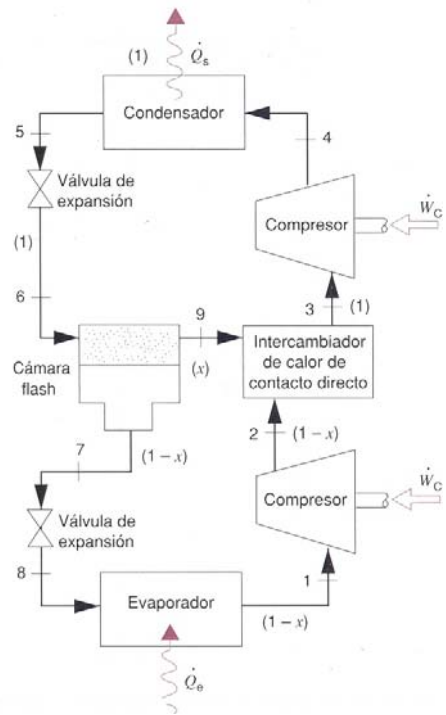 (1)
Q̇s
Condensador
5
4
Válvula de
expansión
Compresor
ẆC
(1)
6
3
(1)
9
Intercambiador
de calor de
contacto directo
Cámara
flash
(x)
2
(1 – x)
7
(1 – x)
Compresor
ẆC
Válvula de
expansión
8
1
Evaporador
(1 – x)
Q̇e